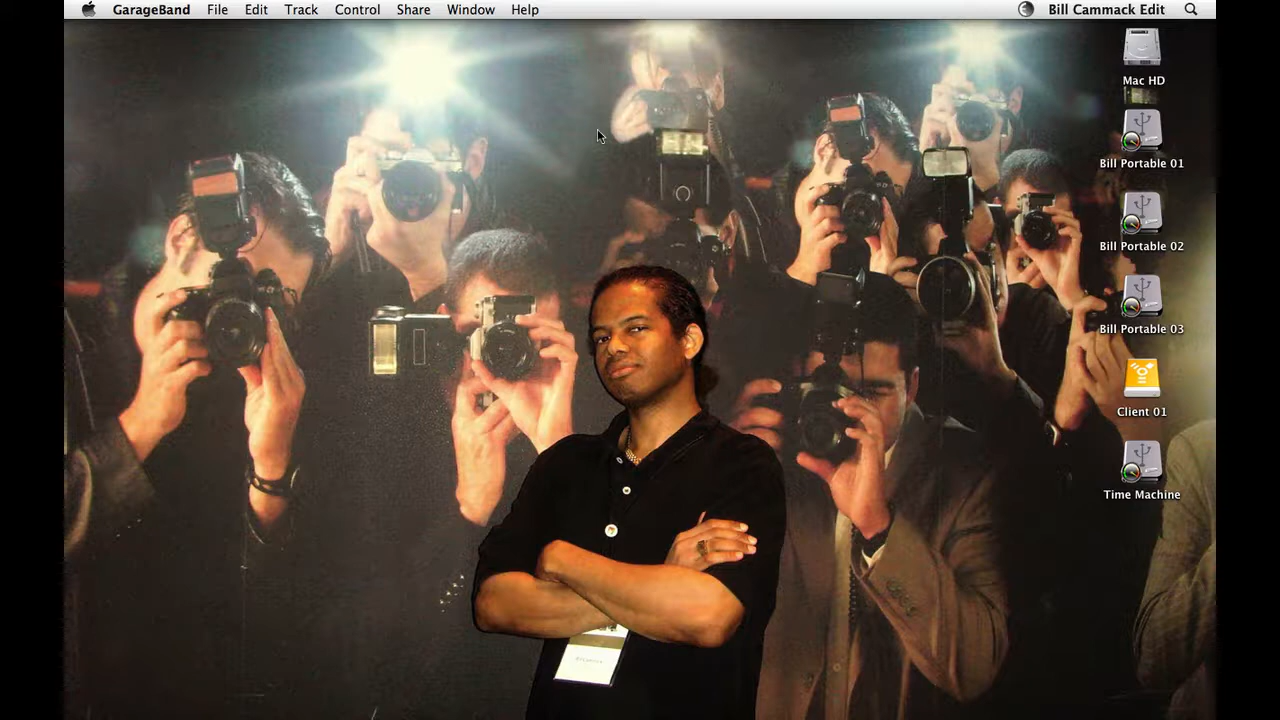 GarageBand File Edit Track Control Share Window Help Bill Cammack Edit
Mac HD
Bill Portable 01
Bill Portable 02
Bill Portable 03
Client 01
Time Machine